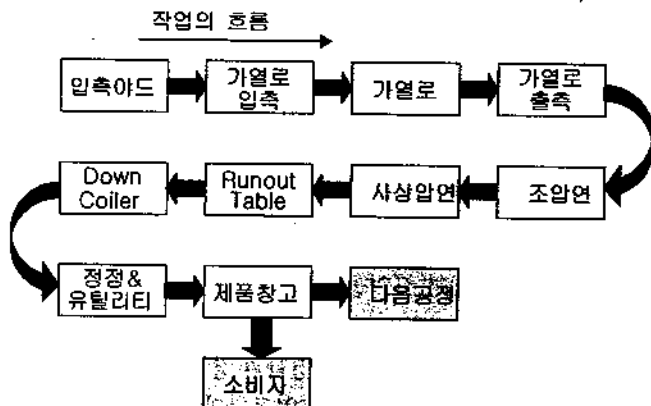 작업의 흐름
입측야드
가열로
입측
가열로
가열로
출측
조압연
사상압연
Runout
Table
Down
Coiler
정정&
유틸리티
제품창고
다음공정
소비자